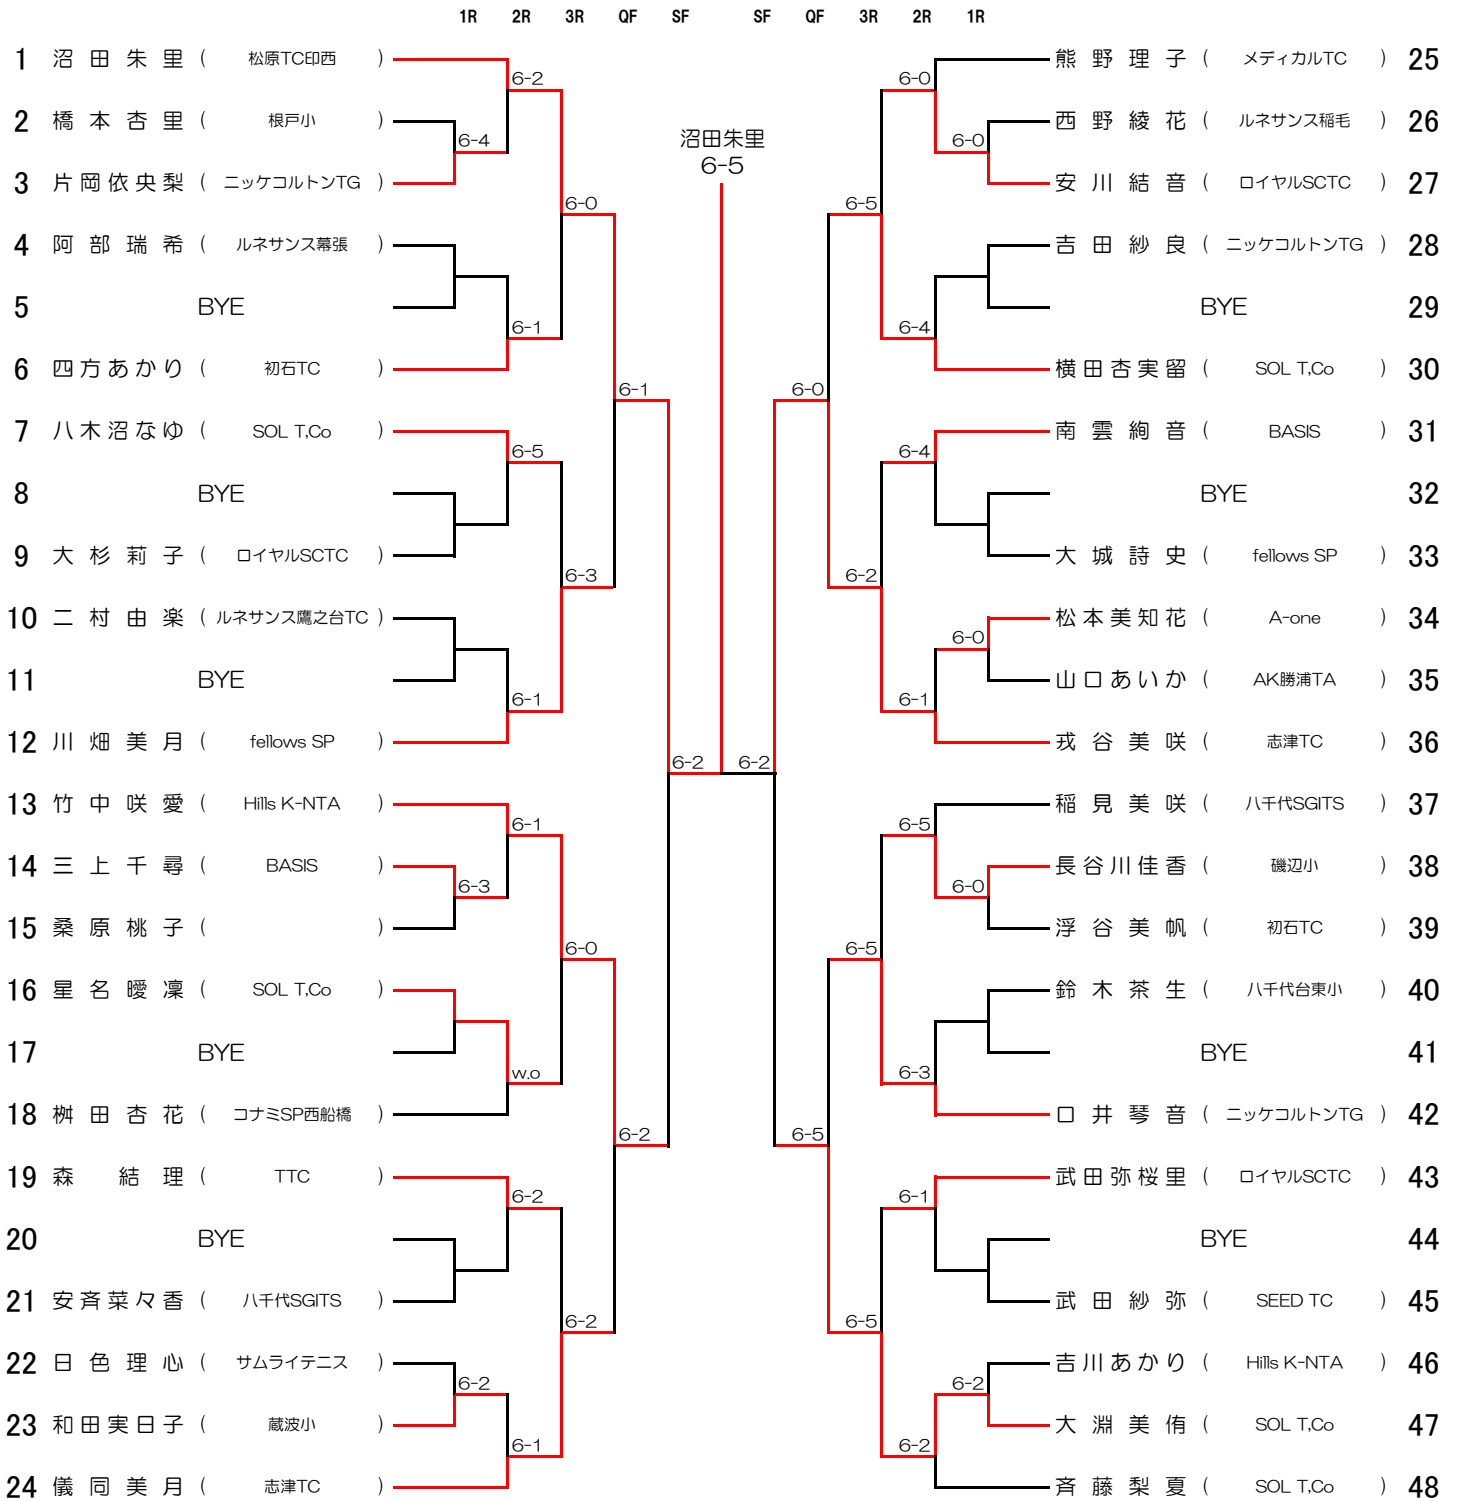 1R 2R 3R QF SF SF QF 3R 2R 1R
1 沼田朱里 ( 松原TC印西 ) 熊野理子 ( メディカルTC ) 25
6-2 6-0
2 橋本杏里 ( 根戸小 ) 西野綾花 ( ルネサンス稲毛 ) 26
6-4 沼田朱里 6-0
6-5
3 片岡依央梨 ( ニッケコルトンTG ) 安川結音 ( ロイヤルSCTC ) 27
6-0 6-5
4 阿部瑞希 ( ルネサンス幕張 ) 吉田紗良 ( ニッケコルトンTG ) 28
5 BYE BYE 29
6-1 6-4
6 四方あかり ( 初石TC ) 横田杏実留 ( SOL T,Co ) 30
6-1 6-0
7 八木沼なゆ ( SOL T,Co ) 南雲絢音 ( BASIS ) 31
6-5 6-4
8 BYE BYE 32
9 大杉莉子 ( ロイヤルSCTC ) 大城詩史 ( fellows SP ) 33
6-3 6-2
10 二村由楽 ( ルネサンス鷹之台TC ) 松本美知花 ( A-one ) 34
6-0
11 BYE 山口あいか ( AK勝浦TA ) 35
6-1 6-1
12 川畑美月 ( fellows SP ) 戎谷美咲 ( 志津TC ) 36
6-2 6-2
13 竹中咲愛 ( Hills K-NTA ) 稲見美咲 ( 八千代SGITS ) 37
6-1 6-5
14 三上千尋 ( BASIS ) 長谷川佳香 ( 磯辺小 ) 38
6-3 6-0
15 桑原桃子 ( ) 浮谷美帆 ( 初石TC ) 39
6-0 6-5
16 星名曖凜 ( SOL T,Co ) 鈴木茶生 ( 八千代台東小 ) 40
17 BYE BYE 41
w.o 6-3
18 桝田杏花 ( コナミSP西船橋 ) 口井琴音 ( ニッケコルトンTG ) 42
6-2 6-5
19 森結理 ( TTC ) 武田弥桜里 ( ロイヤルSCTC ) 43
6-2 6-1
20 BYE BYE 44
21 安斉菜々香 ( 八千代SGITS ) 武田紗弥 ( SEED TC ) 45
6-2 6-5
22 日色理心 ( サムライテニス ) 吉川あかり ( Hills K-NTA ) 46
6-2 6-2
23 和田実日子 ( 蔵波小 ) 大淵美侑 ( SOL T,Co ) 47
6-1 6-2
24 儀同美月 ( 志津TC ) 斉藤梨夏 ( SOL T,Co ) 48